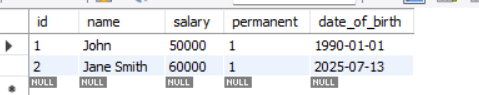 id name salary permanent date_of_birth
1 John 50000 1 1990-01-01
2 Jane Smith 60000 1 2025-07-13
NULL NULL NULL NULL NULL